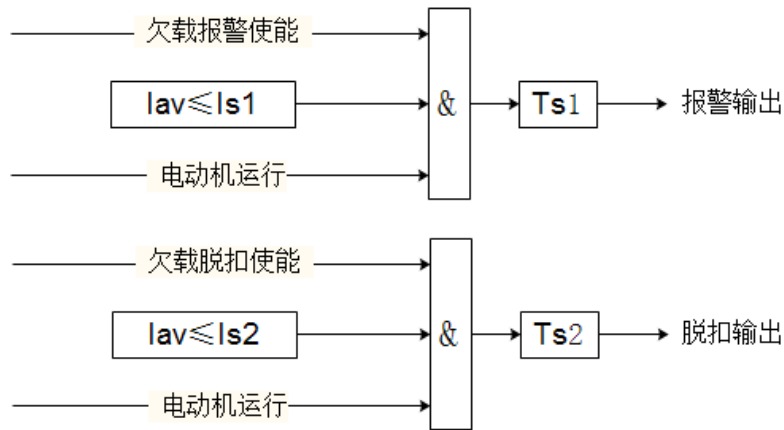 欠载报警使能
Iav≤Is1
&
Ts1
报警输出
电动机运行
欠载脱扣使能
Iav≤Is2
&
Ts2
脱扣输出
电动机运行